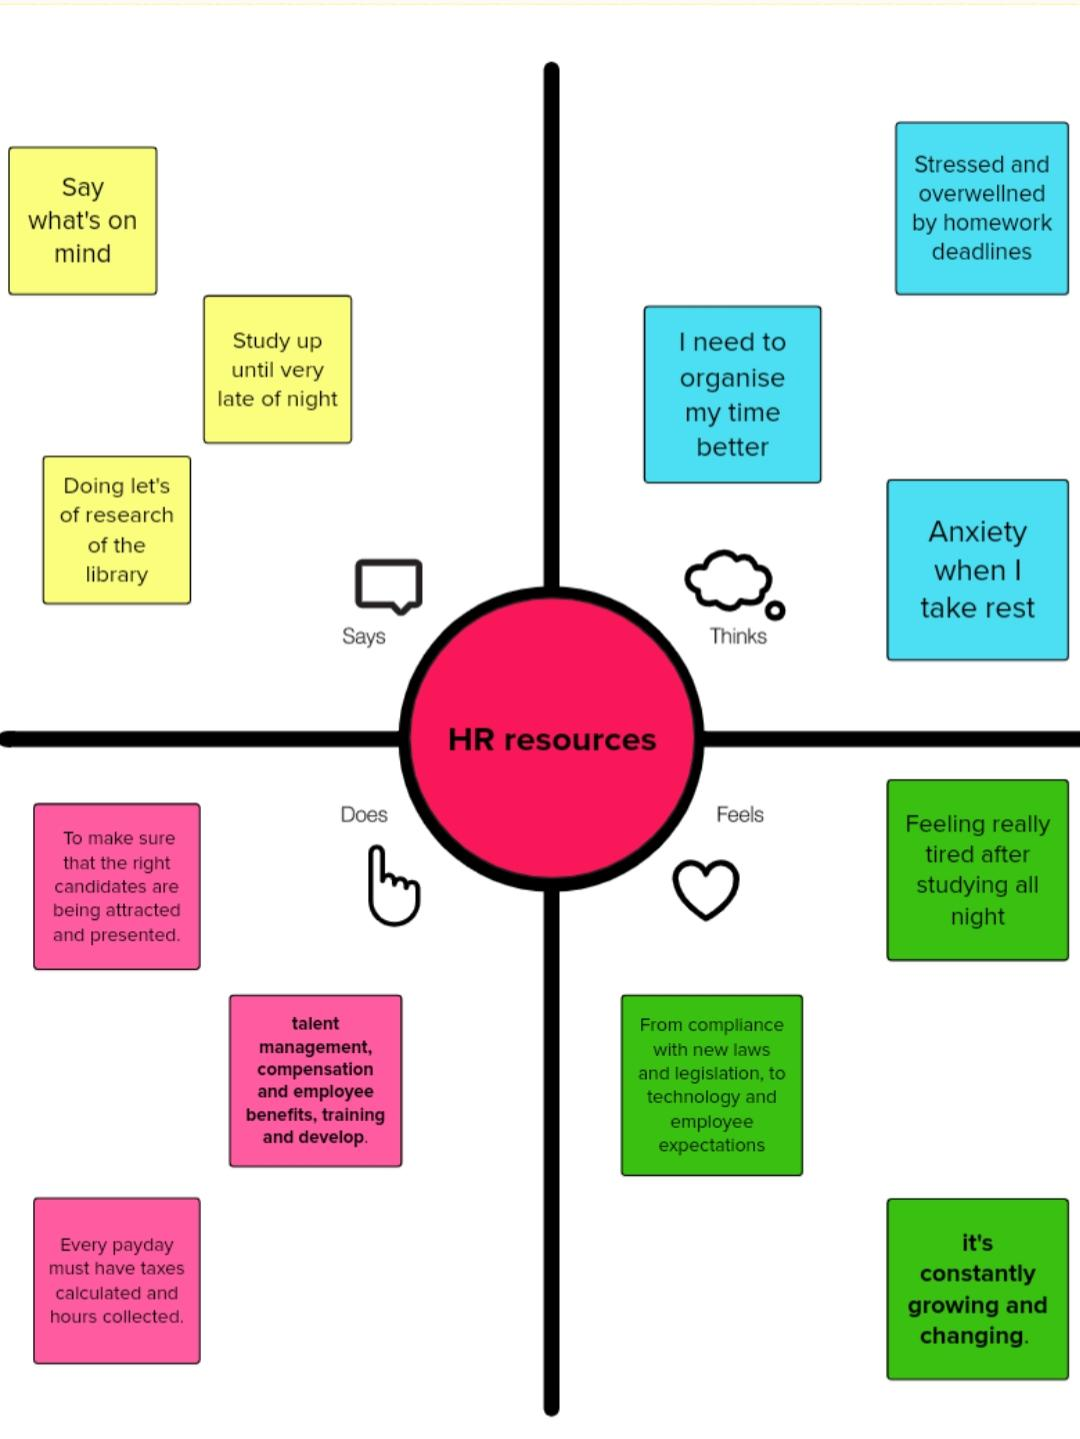 Say
what's on
mind
Study up
until very
late of night
Doing let's
of research
of the
library
Says
Stressed and
overwellned
by homework
deadlines
I need to
organise
my time
better
Anxiety
when I
take rest
Thinks
HR resources
Does
To make sure
that the right
candidates are
being attracted
and presented.
talent
management,
compensation
and employee
benefits, training
and develop.
Every payday
must have taxes
calculated and
hours collected.
Feels
Feeling really
tired after
studying all
night
From compliance
with new laws
and legislation, to
technology and
employee
expectations
it's
constantly
growing and
changing.